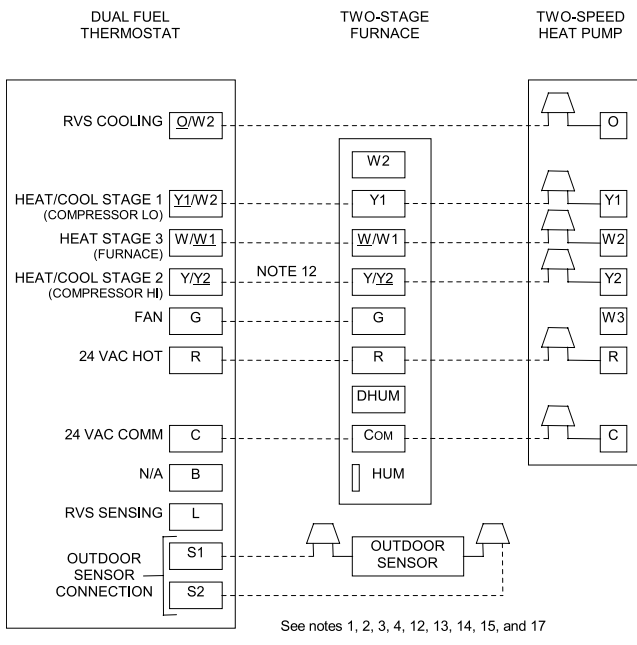 DUAL FUEL
THERMOSTAT
TWO-STAGE
FURNACE
TWO-SPEED
HEAT PUMP
RVS COOLING O/W2 O
W2
HEAT/COOL STAGE 1 Y1/W2 Y1 Y1
(COMPRESSOR LO)
HEAT STAGE 3 W/W1 W/W1 W2
(FURNACE)
HEAT/COOL STAGE 2 Y/Y2 NOTE 12 Y/Y2 Y2
(COMPRESSOR HI)
FAN G G W3
24 VAC HOT R R R
DHUM
24 VAC COMM C COM C
N/A B HUM
RVS SENSING L
OUTDOOR
SENSOR
CONNECTION
S1
S2
OUTDOOR
SENSOR
See notes 1, 2, 3, 4, 12, 13, 14, 15, and 17